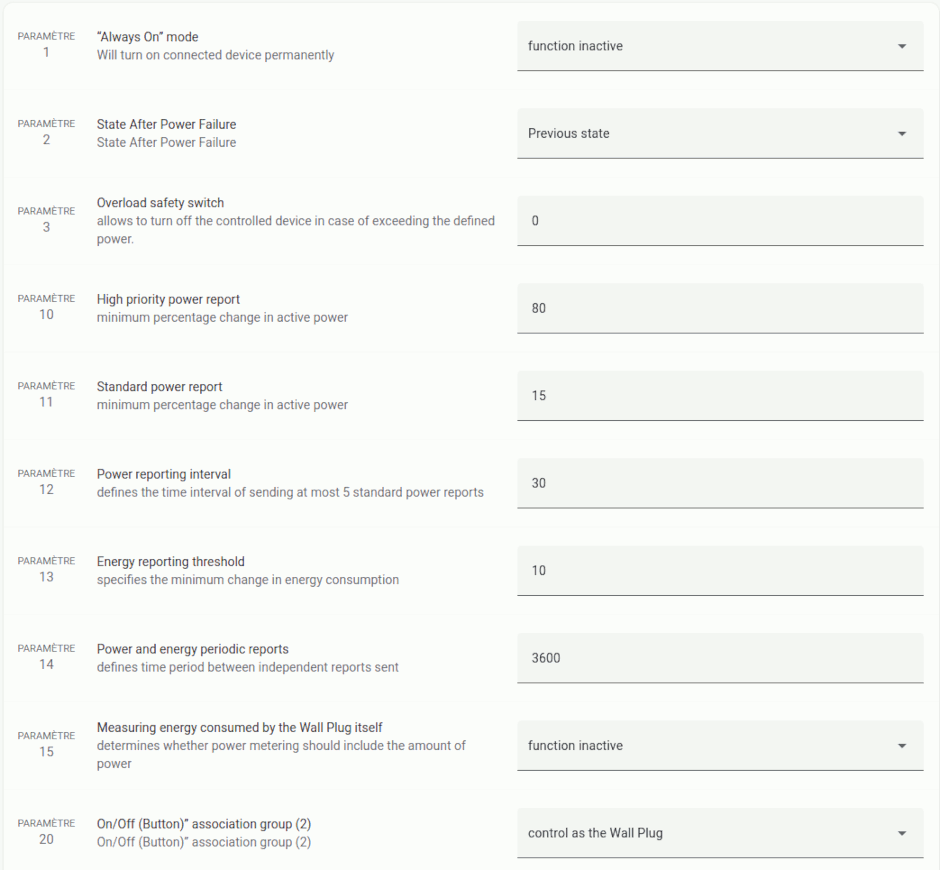 PARAMÈTRE
1
“Always On” mode
Will turn on connected device permanently
function inactive
PARAMÈTRE
2
State After Power Failure
State After Power Failure
Previous state
PARAMÈTRE
3
Overload safety switch
allows to turn off the controlled device in case of exceeding the defined
power.
0
PARAMÈTRE
10
High priority power report
minimum percentage change in active power
80
PARAMÈTRE
11
Standard power report
minimum percentage change in active power
15
PARAMÈTRE
12
Power reporting interval
defines the time interval of sending at most 5 standard power reports
30
PARAMÈTRE
13
Energy reporting threshold
specifies the minimum change in energy consumption
10
PARAMÈTRE
14
Power and energy periodic reports
defines time period between independent reports sent
3600
PARAMÈTRE
15
Measuring energy consumed by the Wall Plug itself
determines whether power metering should include the amount of
power
function inactive
PARAMÈTRE
20
On/Off (Button)” association group (2)
On/Off (Button)” association group (2)
control as the Wall Plug